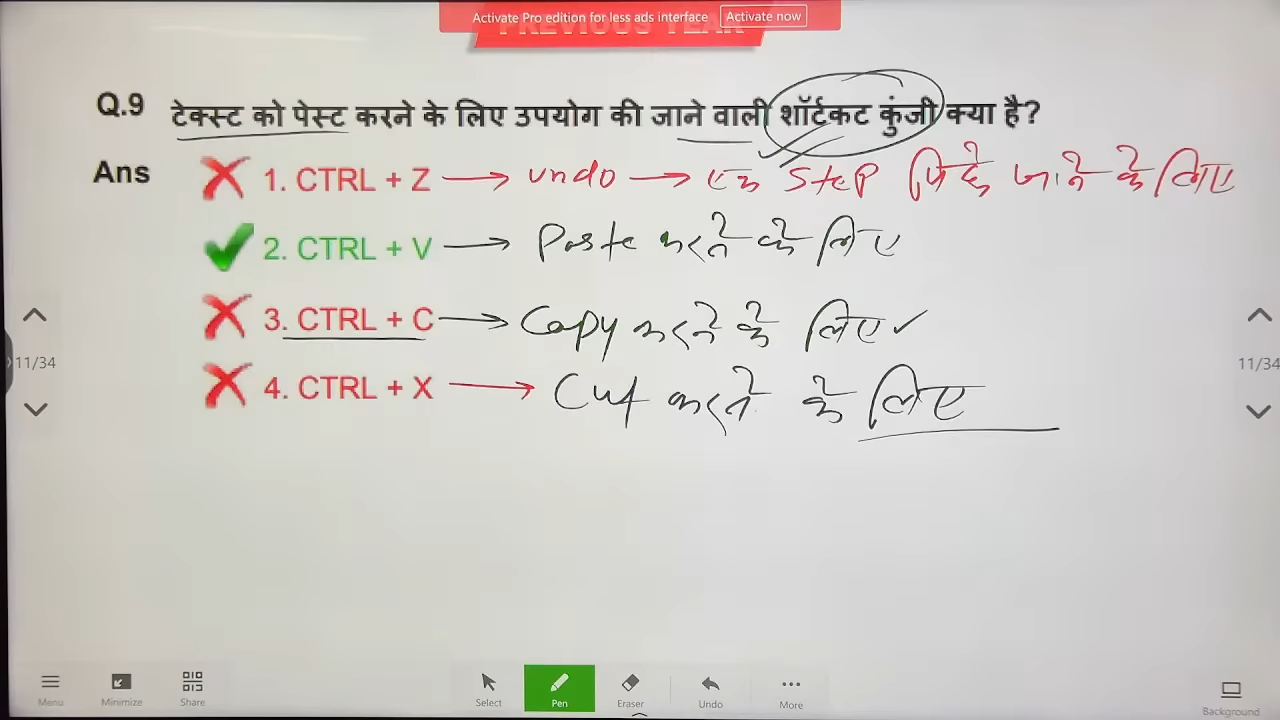 Activate Pro edition for less ads interface Activate now
PREVIOUS YEAR
Q.9 टेक्स्ट को पेस्ट करने के लिए उपयोग की जाने वाली शॉर्टकट कुंजी क्या है?
Ans 1. CTRL + Z → undo → एक Step पिछे जाने के लिए
2. CTRL + V → Paste करने के लिए
3. CTRL + C → Copy करने के लिए ✓
4. CTRL + X → Cut करने के लिए
11/34 11/34
Menu Minimize Share Select Pen Eraser Undo More Background